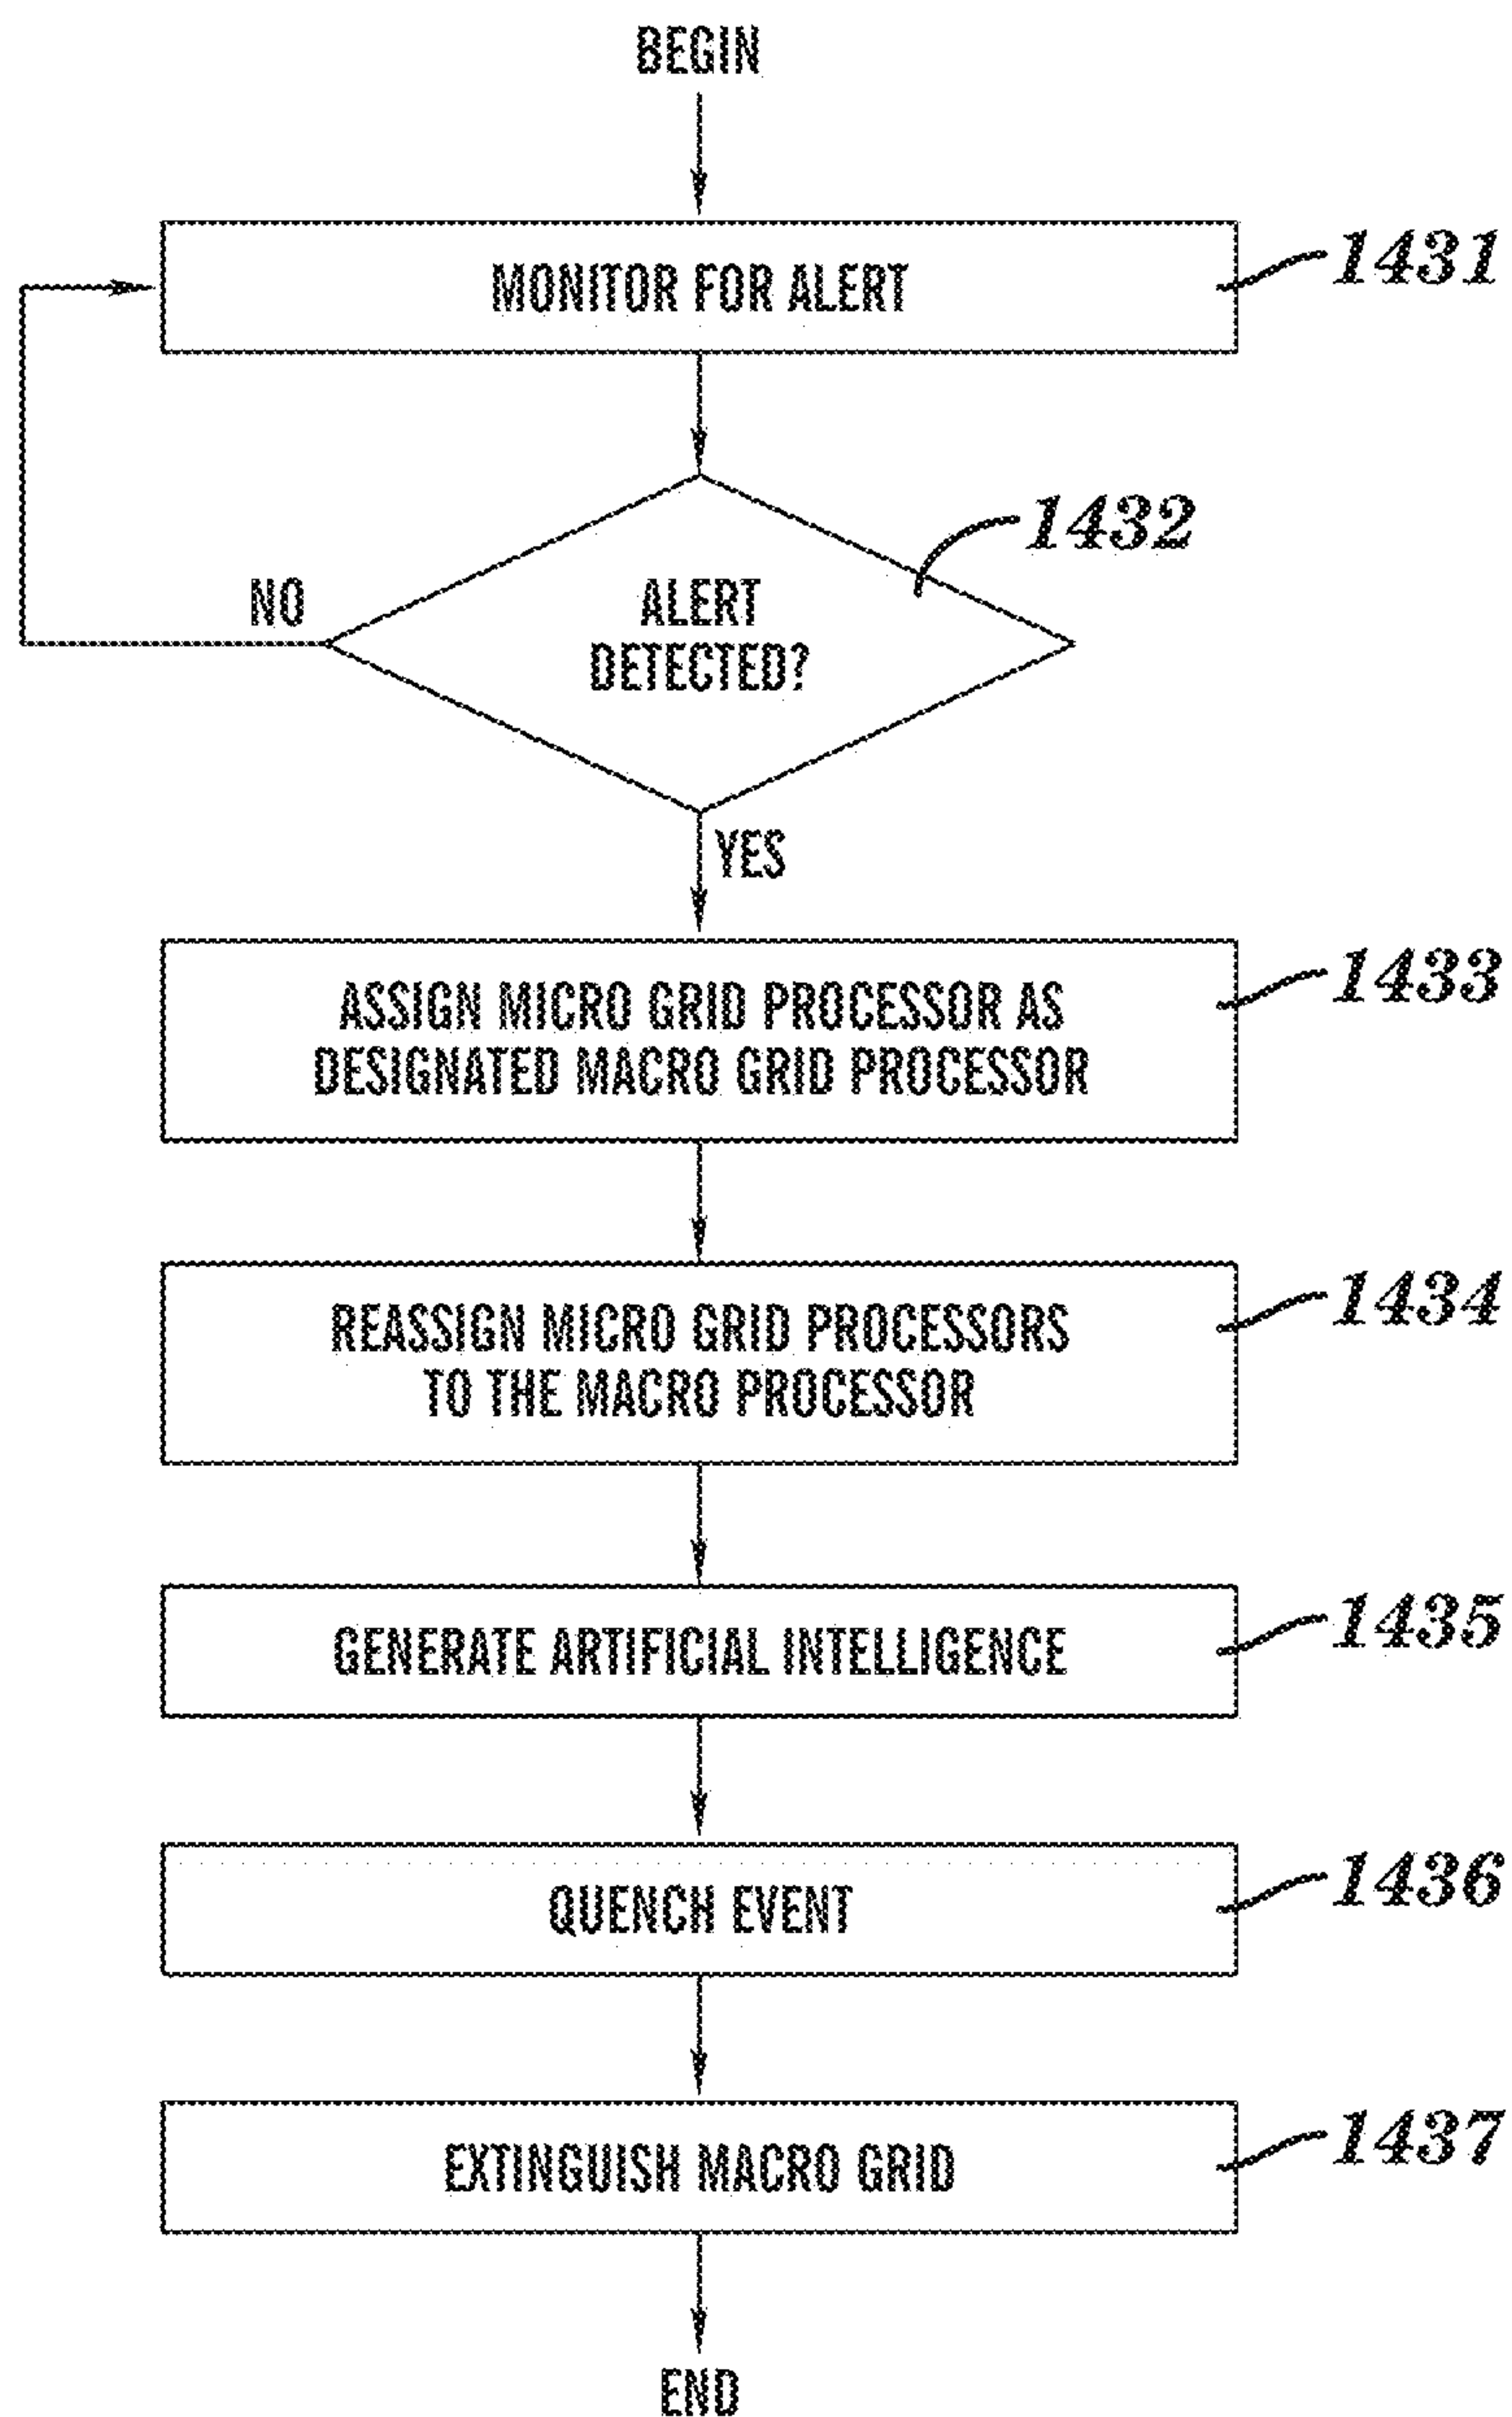 BEGIN
MONITOR FOR ALERT
1431
1432
ALERT
DETECTED?
NO
YES
ASSIGN MICRO GRID PROCESSOR AS
DESIGNATED MACRO GRID PROCESSOR
1433
REASSIGN MICRO GRID PROCESSORS
TO THE MACRO PROCESSOR
1434
GENERATE ARTIFICIAL INTELLIGENCE
1435
QUENCH EVENT
1436
EXTINGUISH MACRO GRID
1437
END